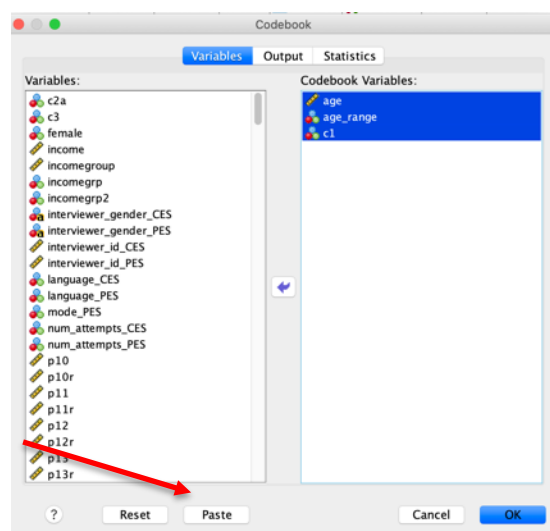 Codebook
Variables Output Statistics
Variables:
c2a
c3
female
income
incomegroup
incomegrp
incomegrp2
interviewer_gender_CES
interviewer_gender_PES
interviewer_id_CES
interviewer_id_PES
language_CES
language_PES
mode_PES
num_attempts_CES
num_attempts_PES
p10
p10r
p11
p11r
p12
p12r
p13
p13r
Codebook Variables:
age
age_range
c1
? Reset Paste Cancel OK